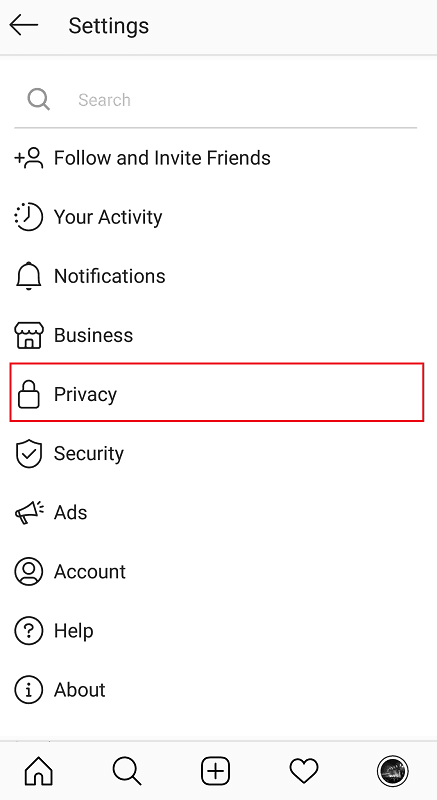 Settings
Search
Follow and Invite Friends
Your Activity
Notifications
Business
Privacy
Security
Ads
Account
Help
About